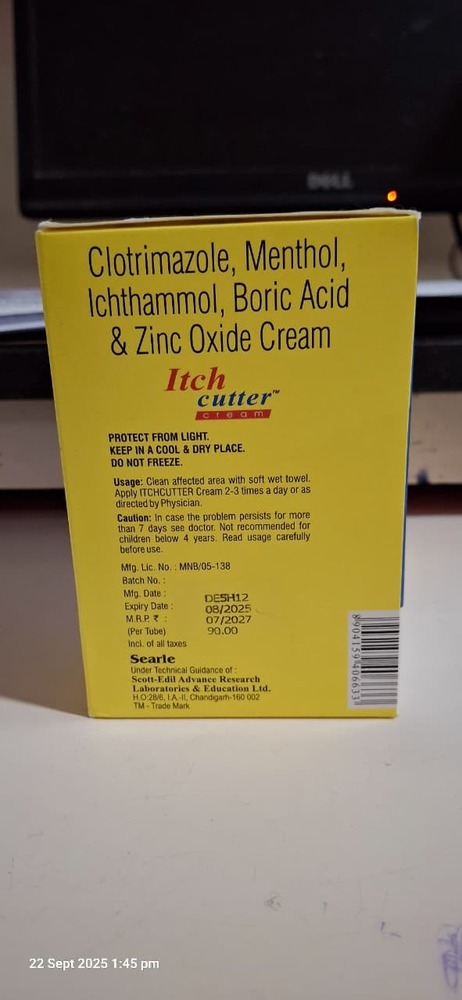 DELL
Clotrimazole, Menthol,
Ichthammol, Boric Acid
& Zinc Oxide Cream
Itch
cutter™
cream
PROTECT FROM LIGHT.
KEEP IN A COOL & DRY PLACE.
DO NOT FREEZE.
Usage: Clean affected area with soft wet towel.
Apply ITCHCUTTER Cream 2-3 times a day or as
directed by Physician.
Caution: In case the problem persists for more
than 7 days see doctor. Not recommended for
children below 4 years. Read usage carefully
before use.
Mfg. Lic. No. : MNB/05-138
Batch No. :
Mfg. Date : DE5H12
Expiry Date : 08/2025
M.R.P. ₹ : 07/2027
(Per Tube) 90.00
Incl. of all taxes
Searle
Under Technical Guidance of :
Scott-Edil Advance Research
Laboratories & Education Ltd.
H.O:28/6, I.A.-II, Chandigarh-160 002
TM - Trade Mark
8904159406633
22 Sept 2025 1:45 pm